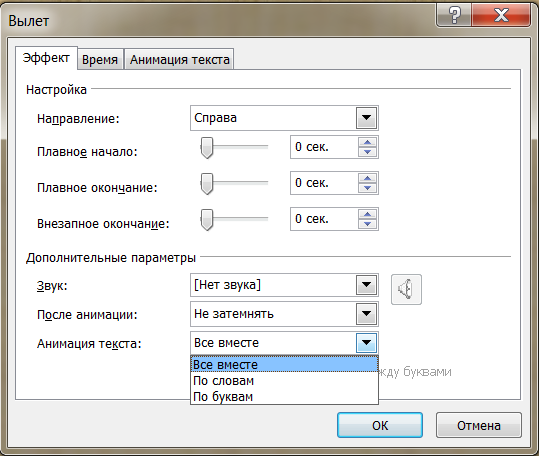 Вылет
Эффект Время Анимация текста
Настройка
Направление: Справа
Плавное начало: 0 сек.
Плавное окончание: 0 сек.
Внезапное окончание: 0 сек.
Дополнительные параметры
Звук: [Нет звука]
После анимации: Не затемнять
Анимация текста: Все вместе
Все вместе
По словам
По буквам
жду буквами
ОК Отмена